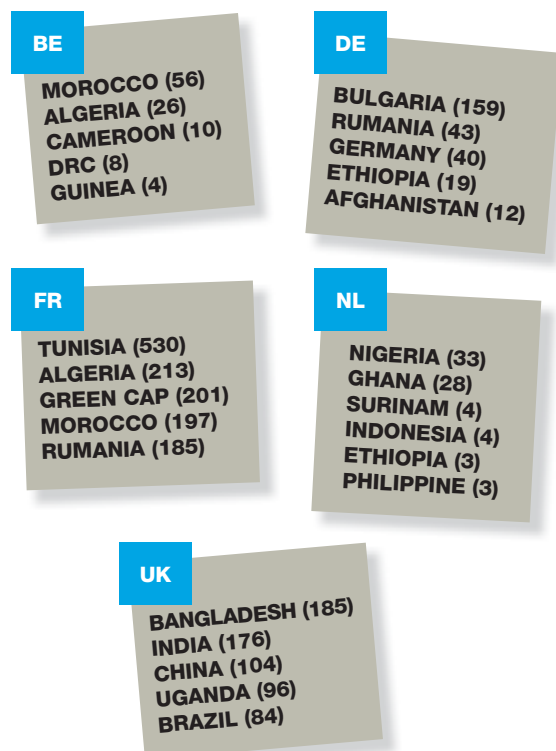 BE
MOROCCO (56)
ALGERIA (26)
CAMEROON (10)
DRC (8)
GUINEA (4)
DE
BULGARIA (159)
RUMANIA (43)
GERMANY (40)
ETHIOPIA (19)
AFGHANISTAN (12)
FR
TUNISIA (530)
ALGERIA (213)
GREEN CAP (201)
MOROCCO (197)
RUMANIA (185)
NL
NIGERIA (33)
GHANA (28)
SURINAM (4)
INDONESIA (4)
ETHIOPIA (3)
PHILIPPINE (3)
UK
BANGLADESH (185)
INDIA (176)
CHINA (104)
UGANDA (96)
BRAZIL (84)